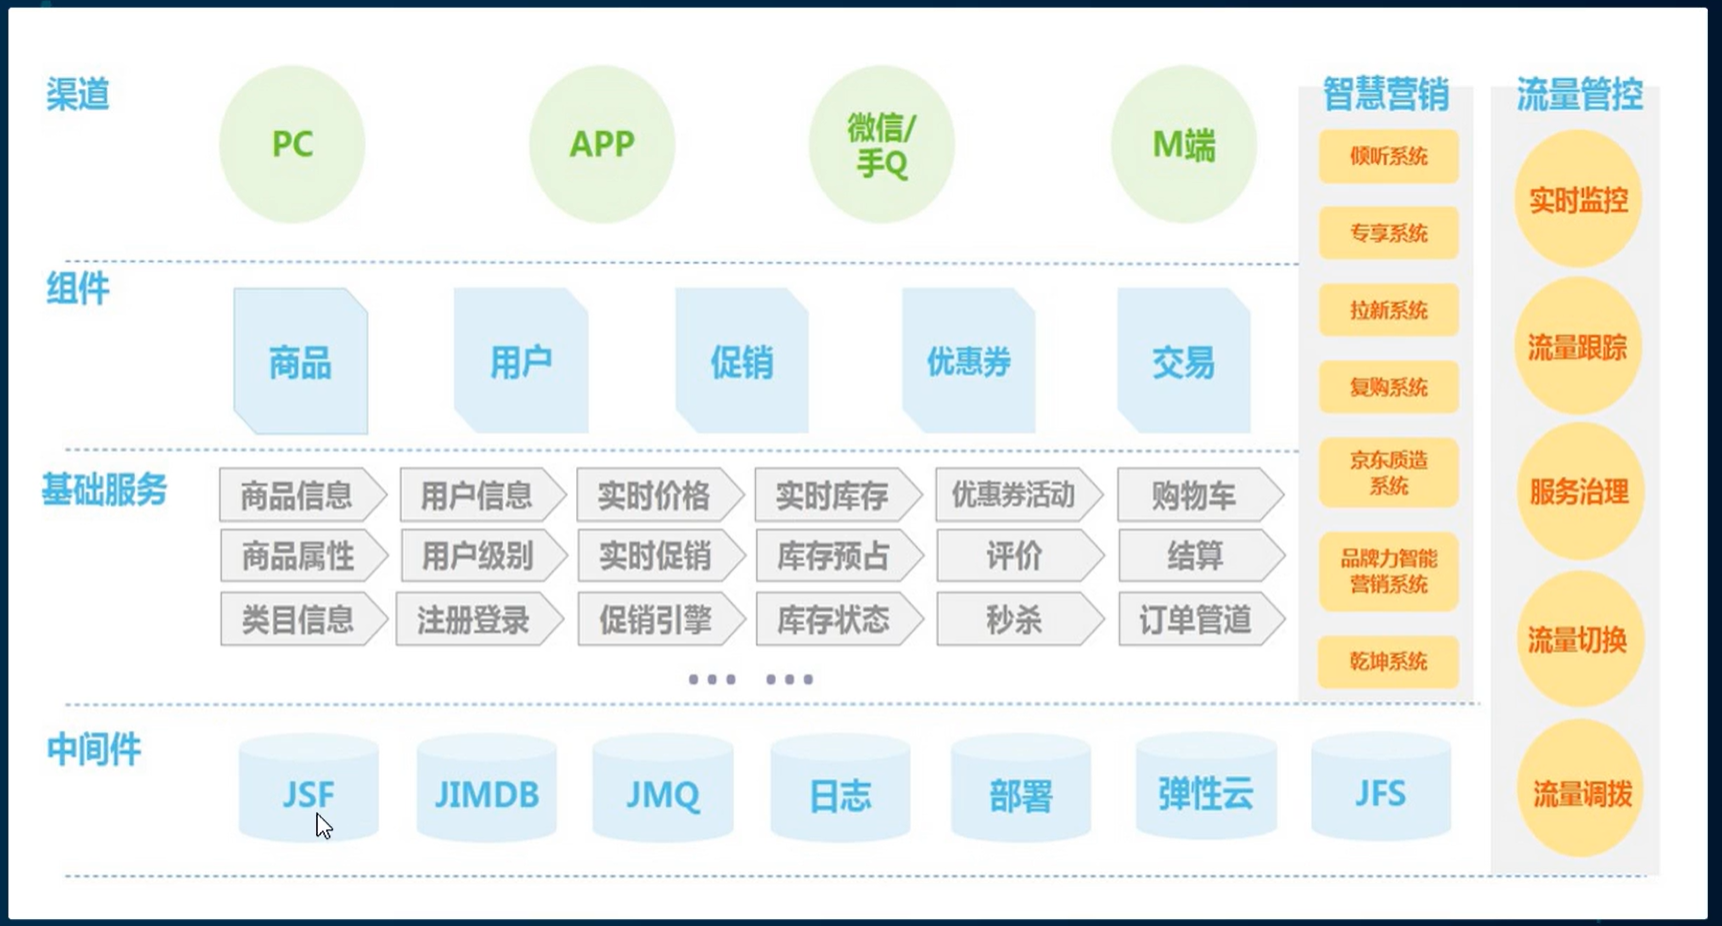 渠道
PC
APP
微信/
手Q
M端
组件
商品
用户
促销
优惠券
交易
基础服务
商品信息
用户信息
实时价格
实时库存
优惠券活动
购物车
商品属性
用户级别
实时促销
库存预占
评价
结算
类目信息
注册登录
促销引擎
库存状态
秒杀
订单管道
... ...
中间件
JSF
JIMDB
JMQ
日志
部署
弹性云
JFS
智慧营销
倾听系统
专享系统
拉新系统
复购系统
京东质造
系统
品牌力智能
营销系统
乾坤系统
流量管控
实时监控
流量跟踪
服务治理
流量切换
流量调拨